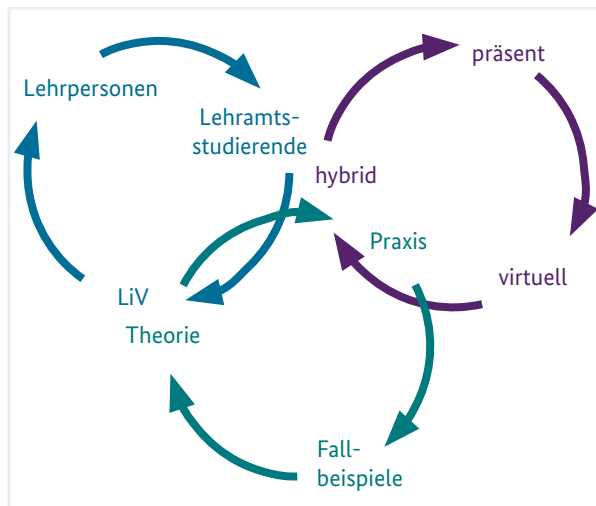 präsent
Lehrpersonen
Lehramts-
studierende
hybrid
Praxis
virtuell
LiV
Theorie
Fall-
beispiele